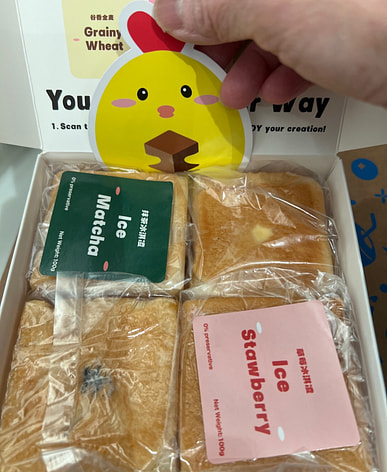 谷香全麦
Grainy
Wheat
You r Way
1. Scan t OY your creation!
抹茶冰淇淋
Ice
Matcha
0% preservative
Net Weight: 100g
草莓冰淇淋
Ice
Stawberry
0% preservative
Net Weight: 100g